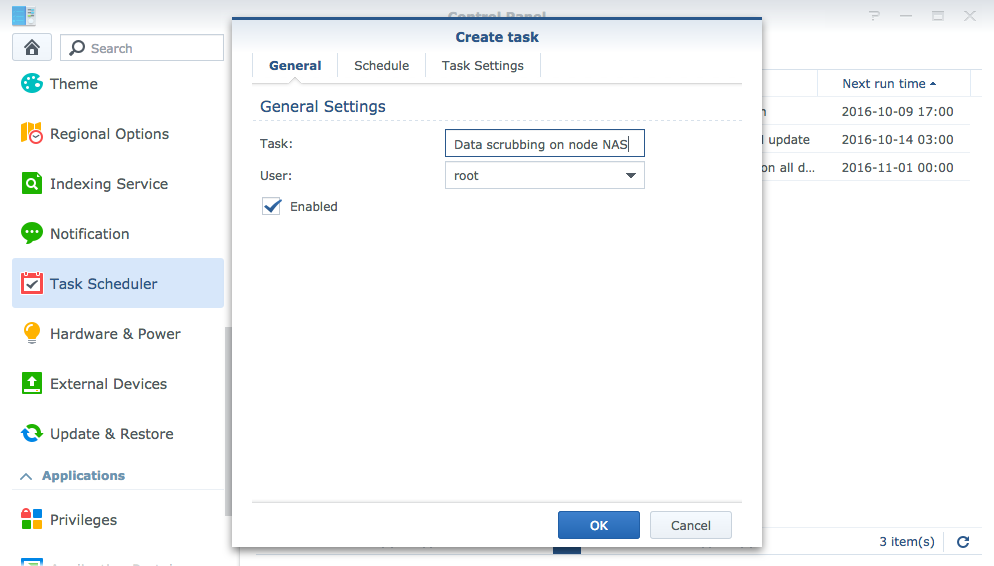 Control Panel
Create task
Search
General
Schedule
Task Settings
Next run time
Theme
General Settings
2016-10-09 17:00
Regional Options
Task:
Data scrubbing on node NAS
update
2016-10-14 03:00
User:
root
on all d...
2016-11-01 00:00
Indexing Service
Enabled
Notification
Task Scheduler
Hardware & Power
External Devices
Update & Restore
Applications
Privileges
OK
Cancel
3 item(s)